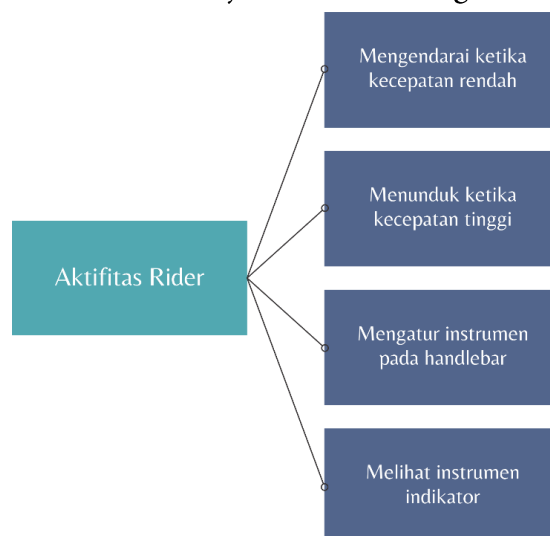 Aktifitas Rider
Mengendarai ketika
kecepatan rendah
Menunduk ketika
kecepatan tinggi
Mengatur instrumen
pada handlebar
Melihat instrumen
indikator